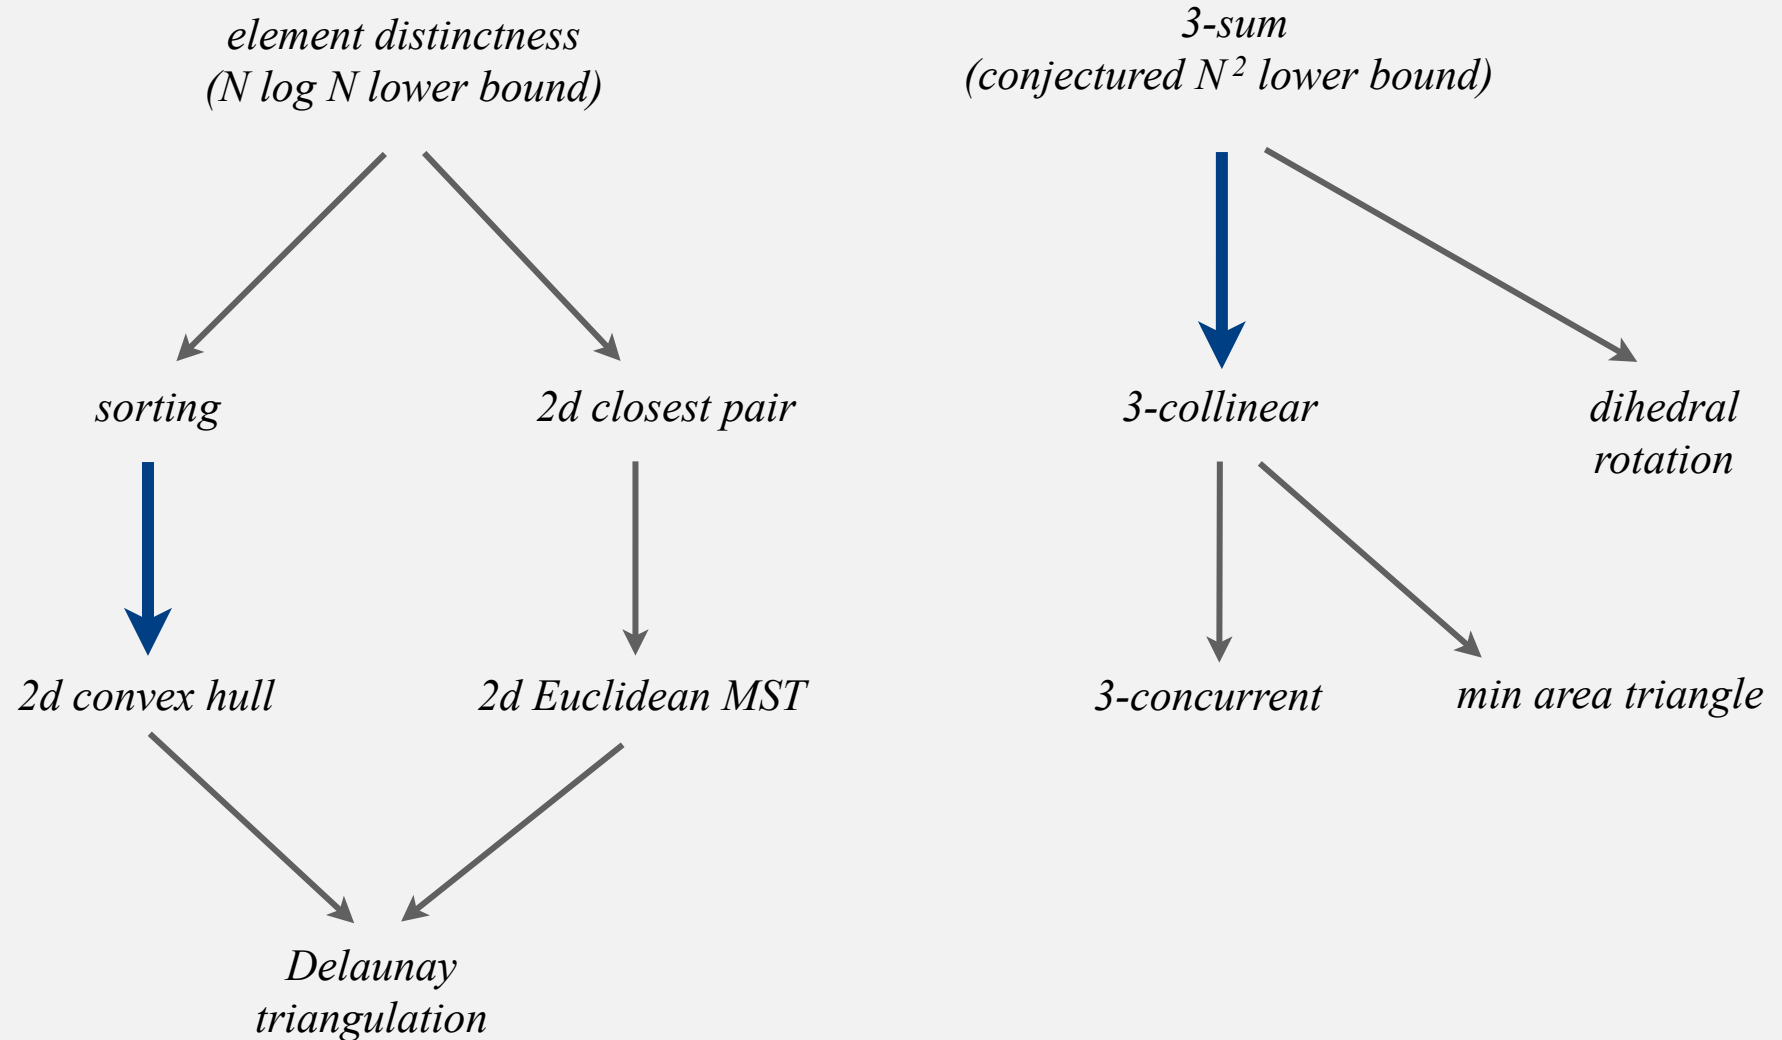 element distinctness
(N log N lower bound)
3-sum
(conjectured N² lower bound)
sorting
2d closest pair
3-collinear
dihedral
rotation
2d convex hull
2d Euclidean MST
3-concurrent
min area triangle
Delaunay
triangulation